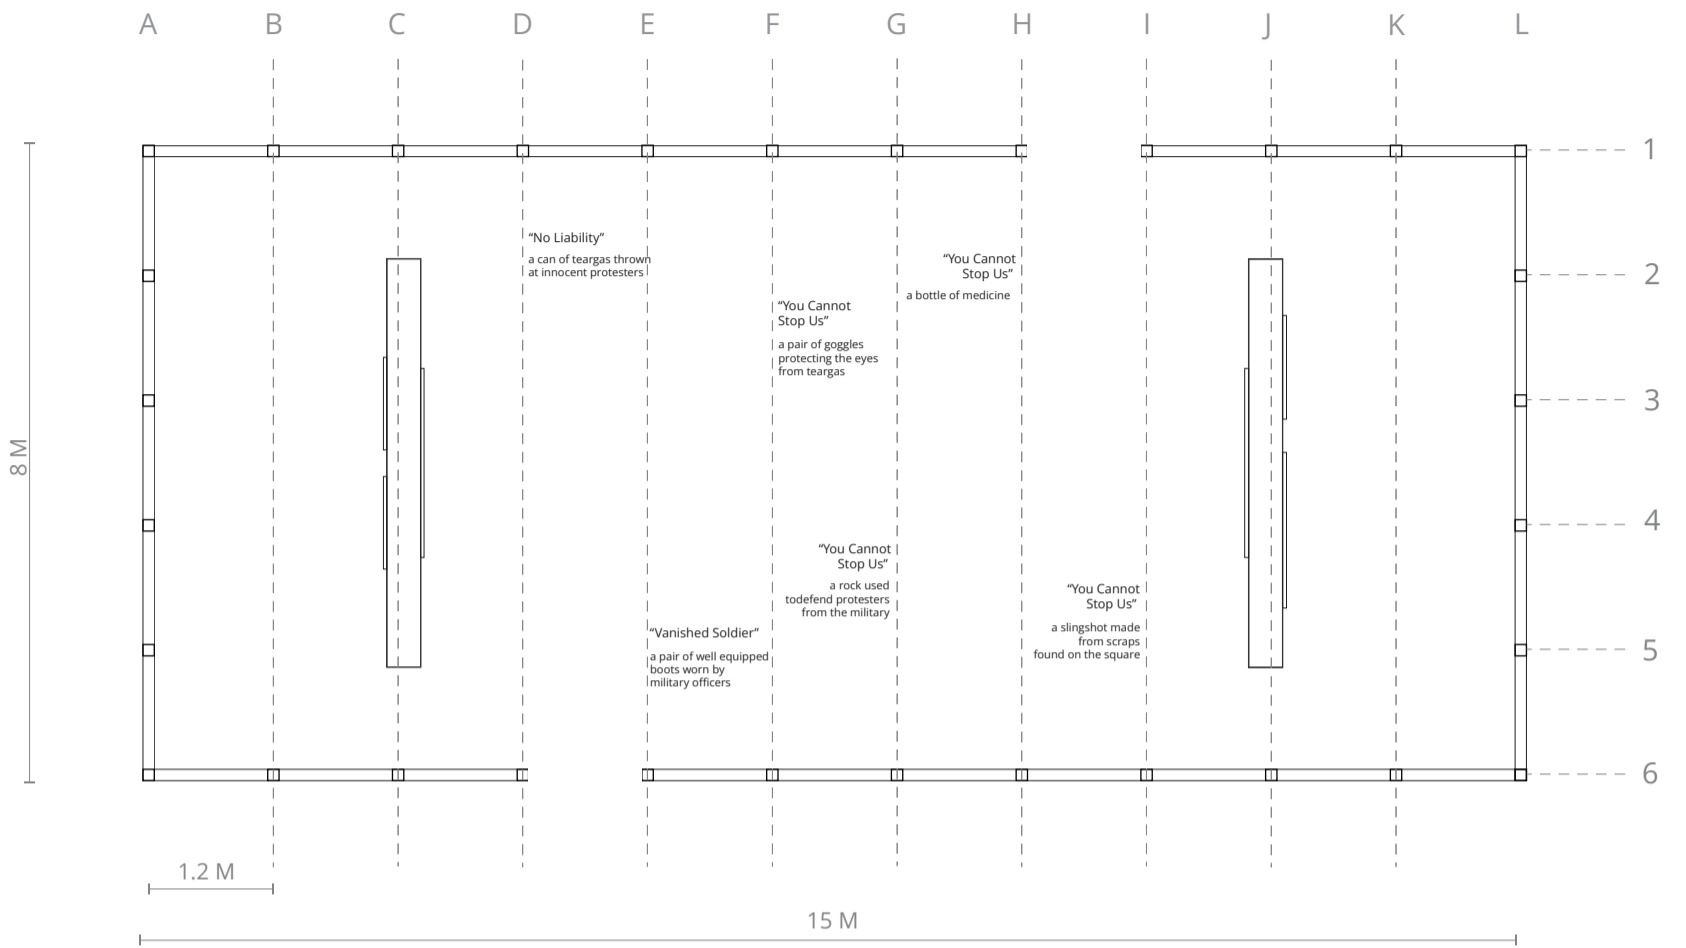 A B C D E F G H I J K L
1
“No Liability”
a can of teargas thrown
at innocent protesters
“You Cannot
Stop Us”
a bottle of medicine
2
“You Cannot
Stop Us”
a pair of goggles
protecting the eyes
from teargas
3
8 M
4
“You Cannot
Stop Us”
a rock used
todefend protesters
from the military
“You Cannot
Stop Us”
a slingshot made
from scraps
found on the square
5
“Vanished Soldier”
a pair of well equipped
boots worn by
military officers
6
1.2 M
15 M